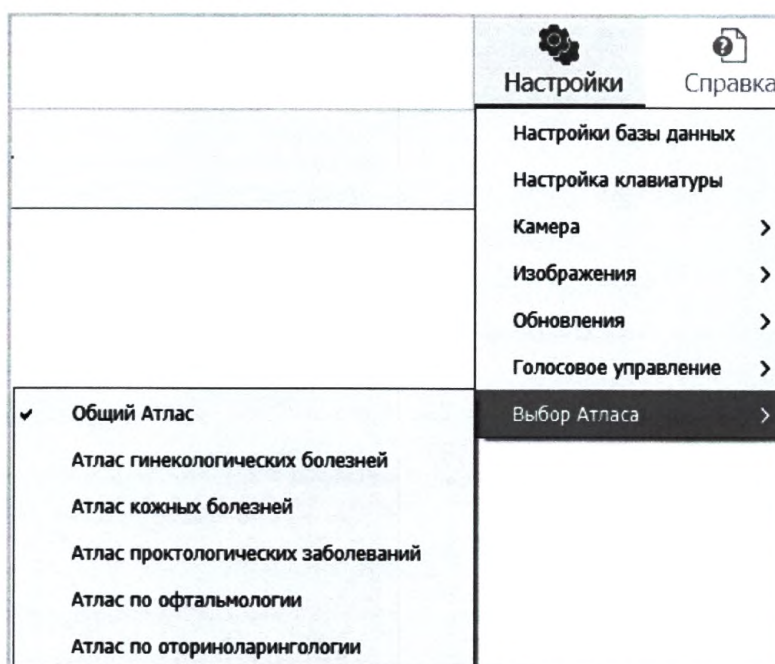 Настройки
Справка
Настройки базы данных
Настройка клавиатуры
Камера
Изображения
Обновления
Голосовое управление
Выбор Атласа
Общий Атлас
Атлас гинекологических болезней
Атлас кожных болезней
Атлас проктологических заболеваний
Атлас по офтальмологии
Атлас по оториноларингологии